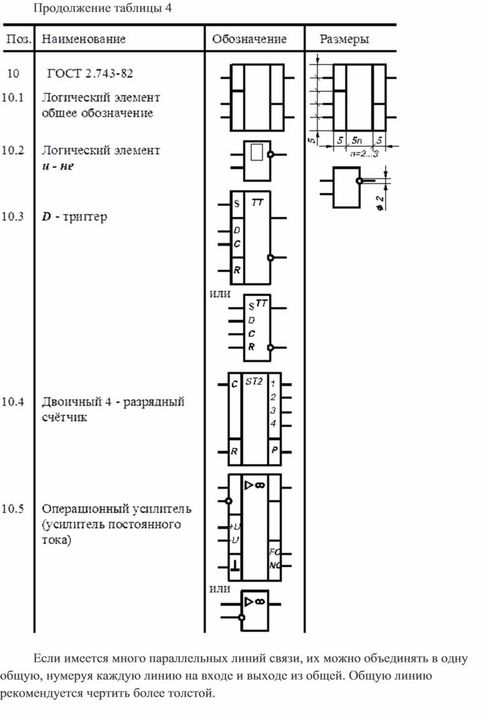 Продолжение таблицы 4
Поз. Наименование Обозначение Размеры
10 ГОСТ 2.743-82
10.1 Логический элемент
общее обозначение
5 5 5n 5
n=2...3
10.2 Логический элемент
и - не
ø 2
10.3 D - триггер
S TT
D
C
R
или
S TT
D
C
R
10.4 Двоичный 4 - разрядный
счётчик
C ST2 1
2
3
4
R P
10.5 Операционный усилитель
(усилитель постоянного
тока)
▷∞
+U
-U
FC
⊥ NC
или
▷∞
Если имеется много параллельных линий связи, их можно объединять в одну
общую, нумеруя каждую линию на входе и выходе из общей. Общую линию
рекомендуется чертить более толстой.